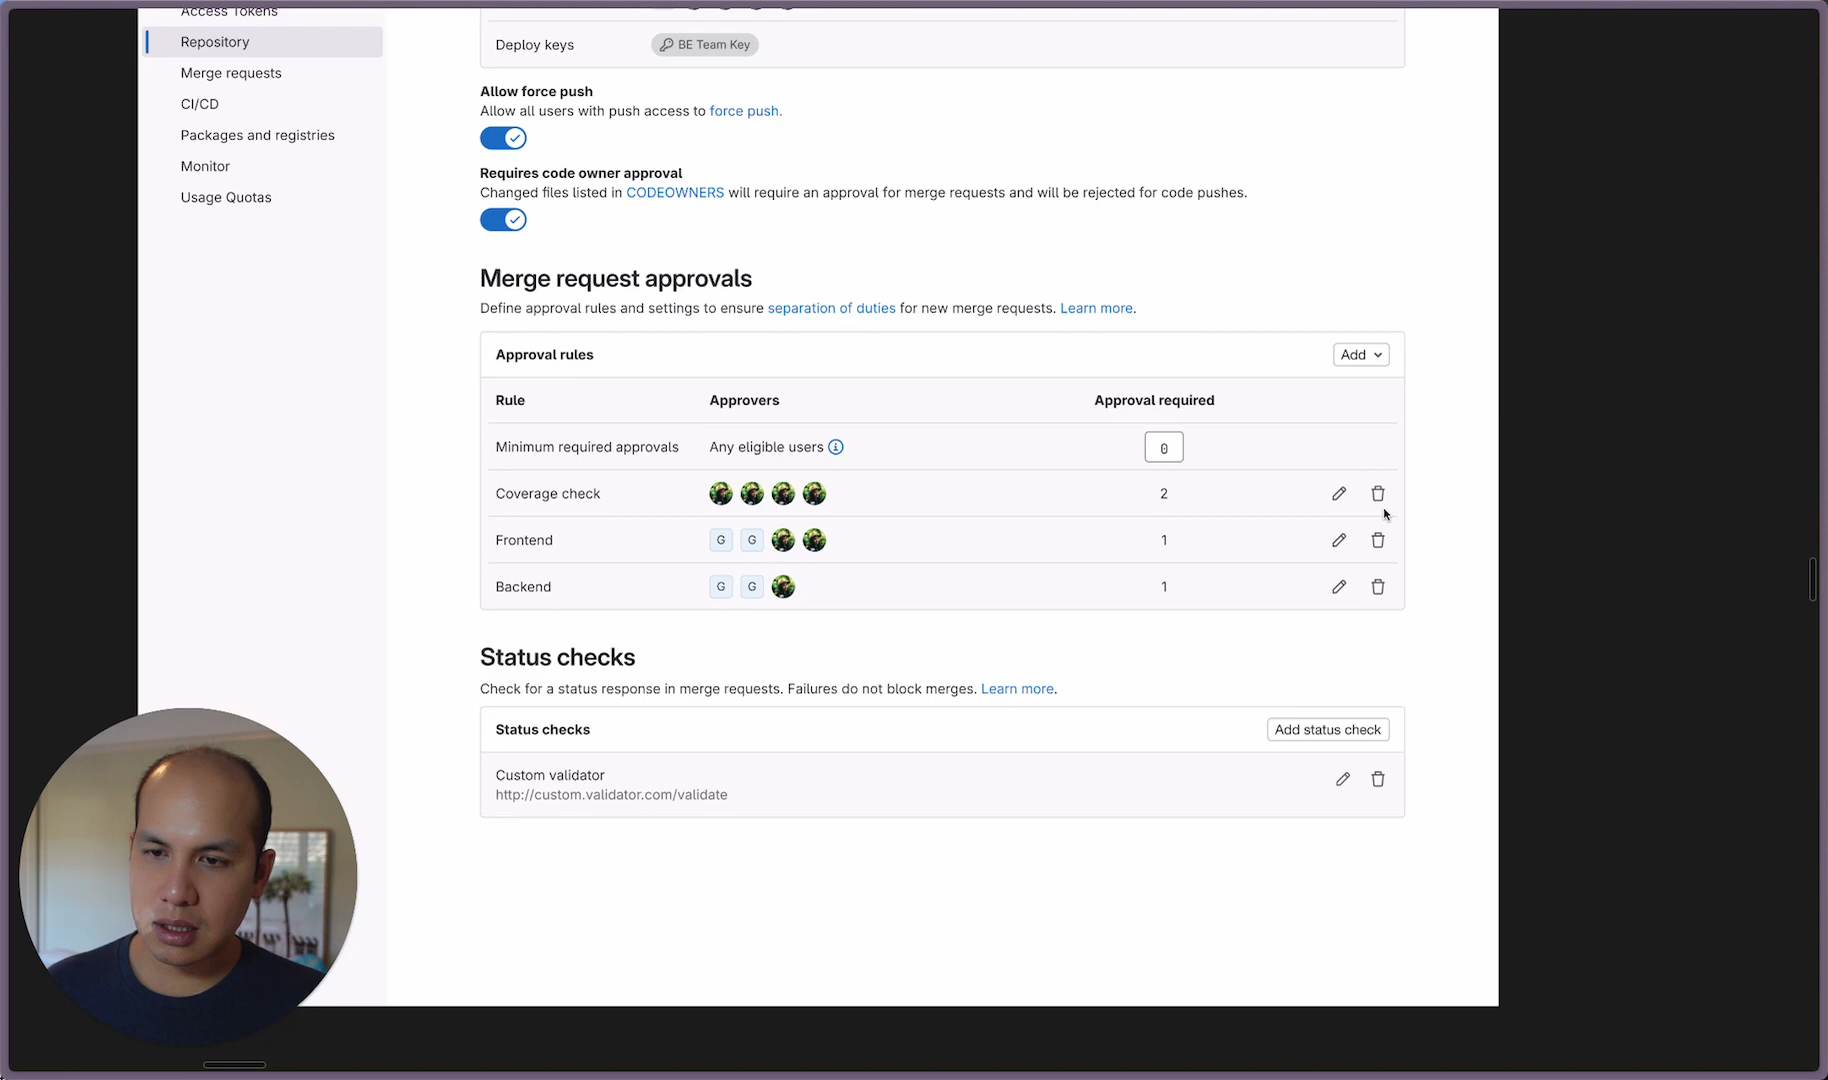 Access Tokens
Repository
Merge requests
CI/CD
Packages and registries
Monitor
Usage Quotas
Deploy keys
BE Team Key
Allow force push
Allow all users with push access to force push.
Requires code owner approval
Changed files listed in CODEOWNERS will require an approval for merge requests and will be rejected for code pushes.
Merge request approvals
Define approval rules and settings to ensure separation of duties for new merge requests. Learn more.
Approval rules
Add
Rule Approvers Approval required
Minimum required approvals Any eligible users 0
Coverage check 2
Frontend G G 1
Backend G G 1
Status checks
Check for a status response in merge requests. Failures do not block merges. Learn more.
Status checks
Add status check
Custom validator
http://custom.validator.com/validate